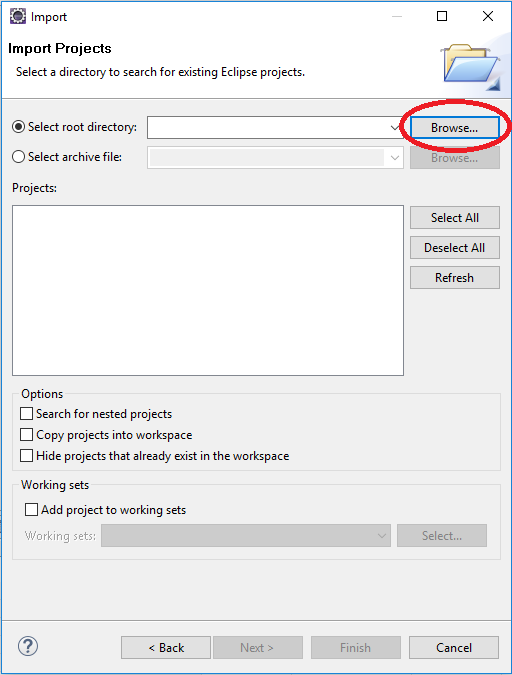 Import
Import Projects
Select a directory to search for existing Eclipse projects.
Select root directory:
Browse...
Select archive file:
Browse...
Projects:
Select All
Deselect All
Refresh
Options
Search for nested projects
Copy projects into workspace
Hide projects that already exist in the workspace
Working sets
Add project to working sets
Working sets:
Select...
?
< Back
Next >
Finish
Cancel